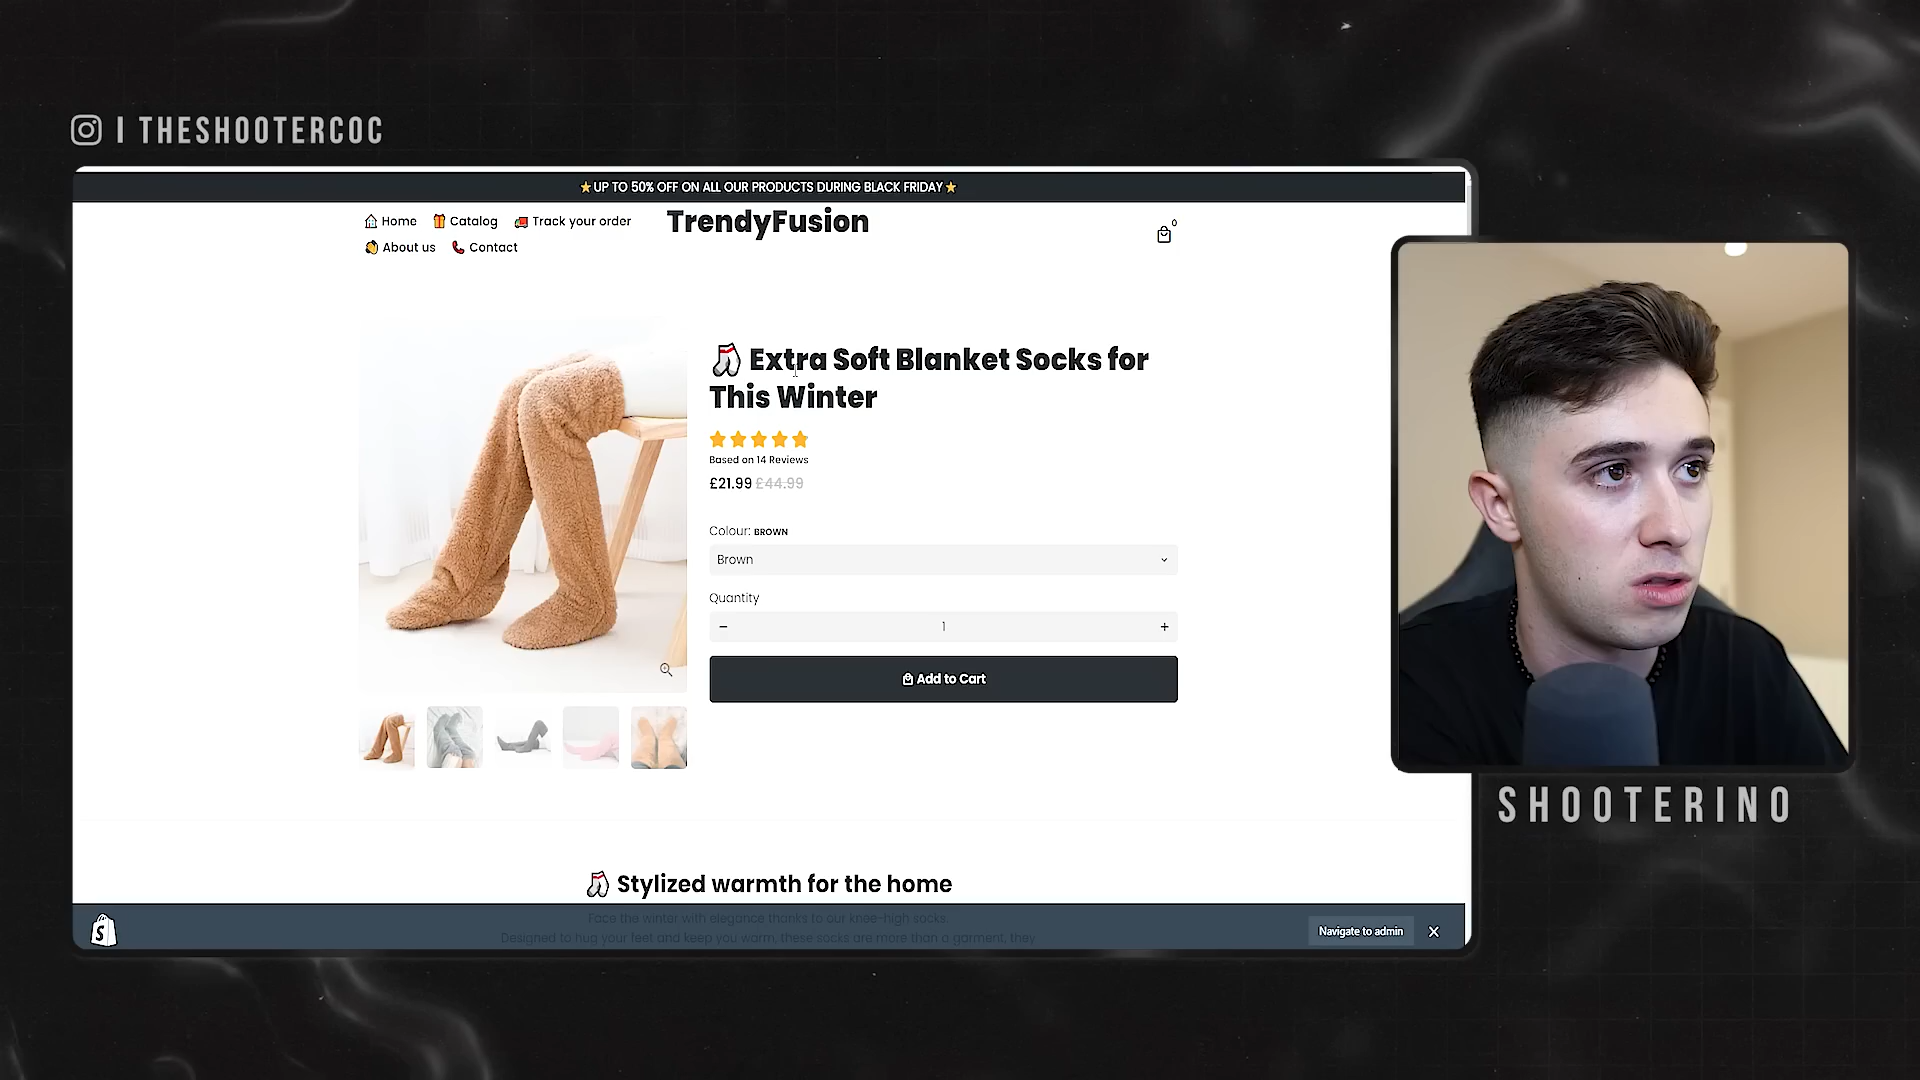 I THESHOOTERCOC
⭐UP TO 50% OFF ON ALL OUR PRODUCTS DURING BLACK FRIDAY⭐
Home
Catalog
Track your order
TrendyFusion
0
About us
Contact
Extra Soft Blanket Socks for
This Winter
Based on 14 Reviews
£21.99 £44.99
Colour: BROWN
Brown
Quantity
− 1 +
Add to Cart
SHOOTERINO
Stylized warmth for the home
Face the winter with elegance thanks to our knee-high socks.
Designed to hug your feet and keep you warm, these socks are more than a garment, they
Navigate to admin